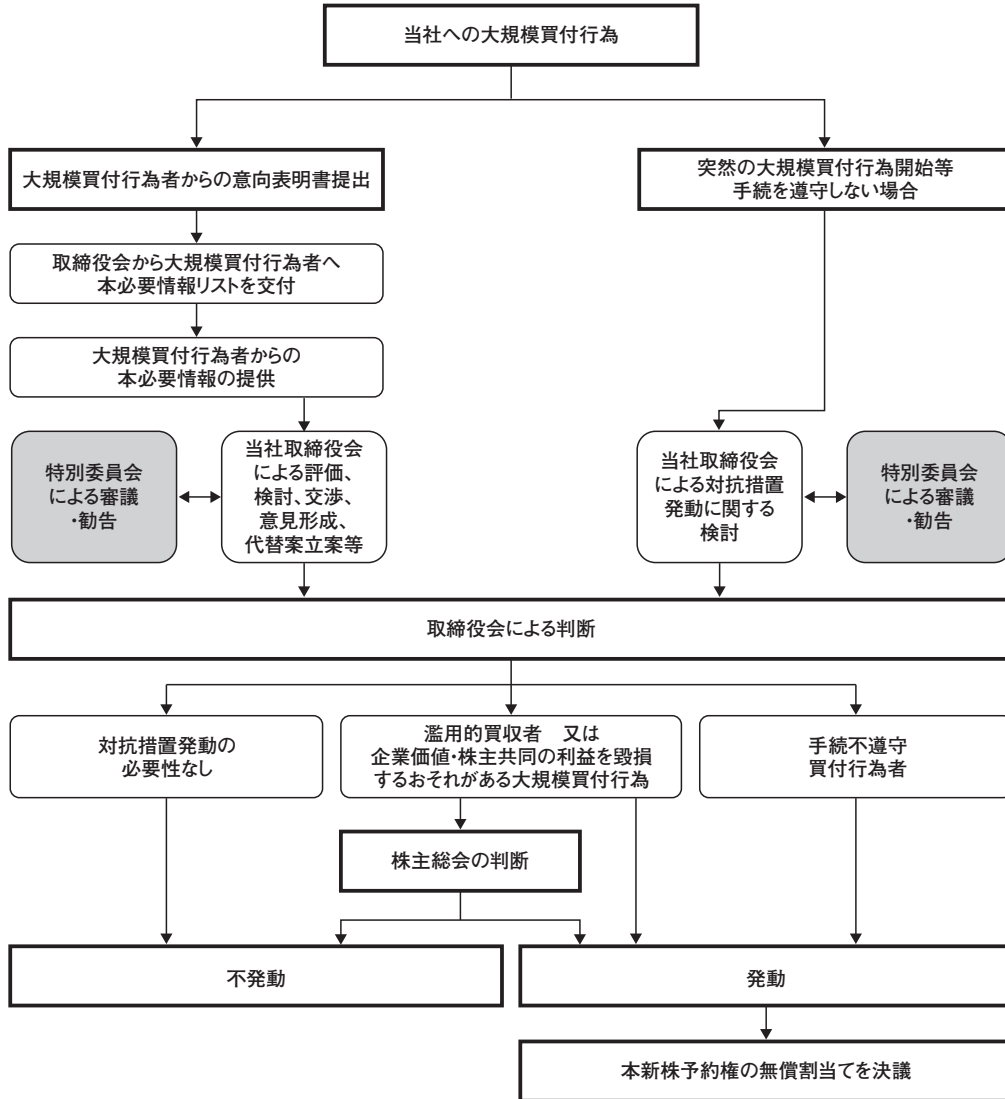 当社への大規模買付行為
大規模買付行為者からの意向表明書提出
突然の大規模買付行為開始等
手続を遵守しない場合
取締役会から大規模買付行為者へ
本必要情報リストを交付
大規模買付行為者からの
本必要情報の提供
特別委員会
による審議
・勧告
当社取締役会
による評価、
検討、交渉、
意見形成、
代替案立案等
当社取締役会
による対抗措置
発動に関する
検討
特別委員会
による審議
・勧告
取締役会による判断
対抗措置発動の
必要性なし
濫用的買収者　又は
企業価値・株主共同の利益を毀損
するおそれがある大規模買付行為
手続不遵守
買付行為者
株主総会の判断
不発動
発動
本新株予約権の無償割当てを決議